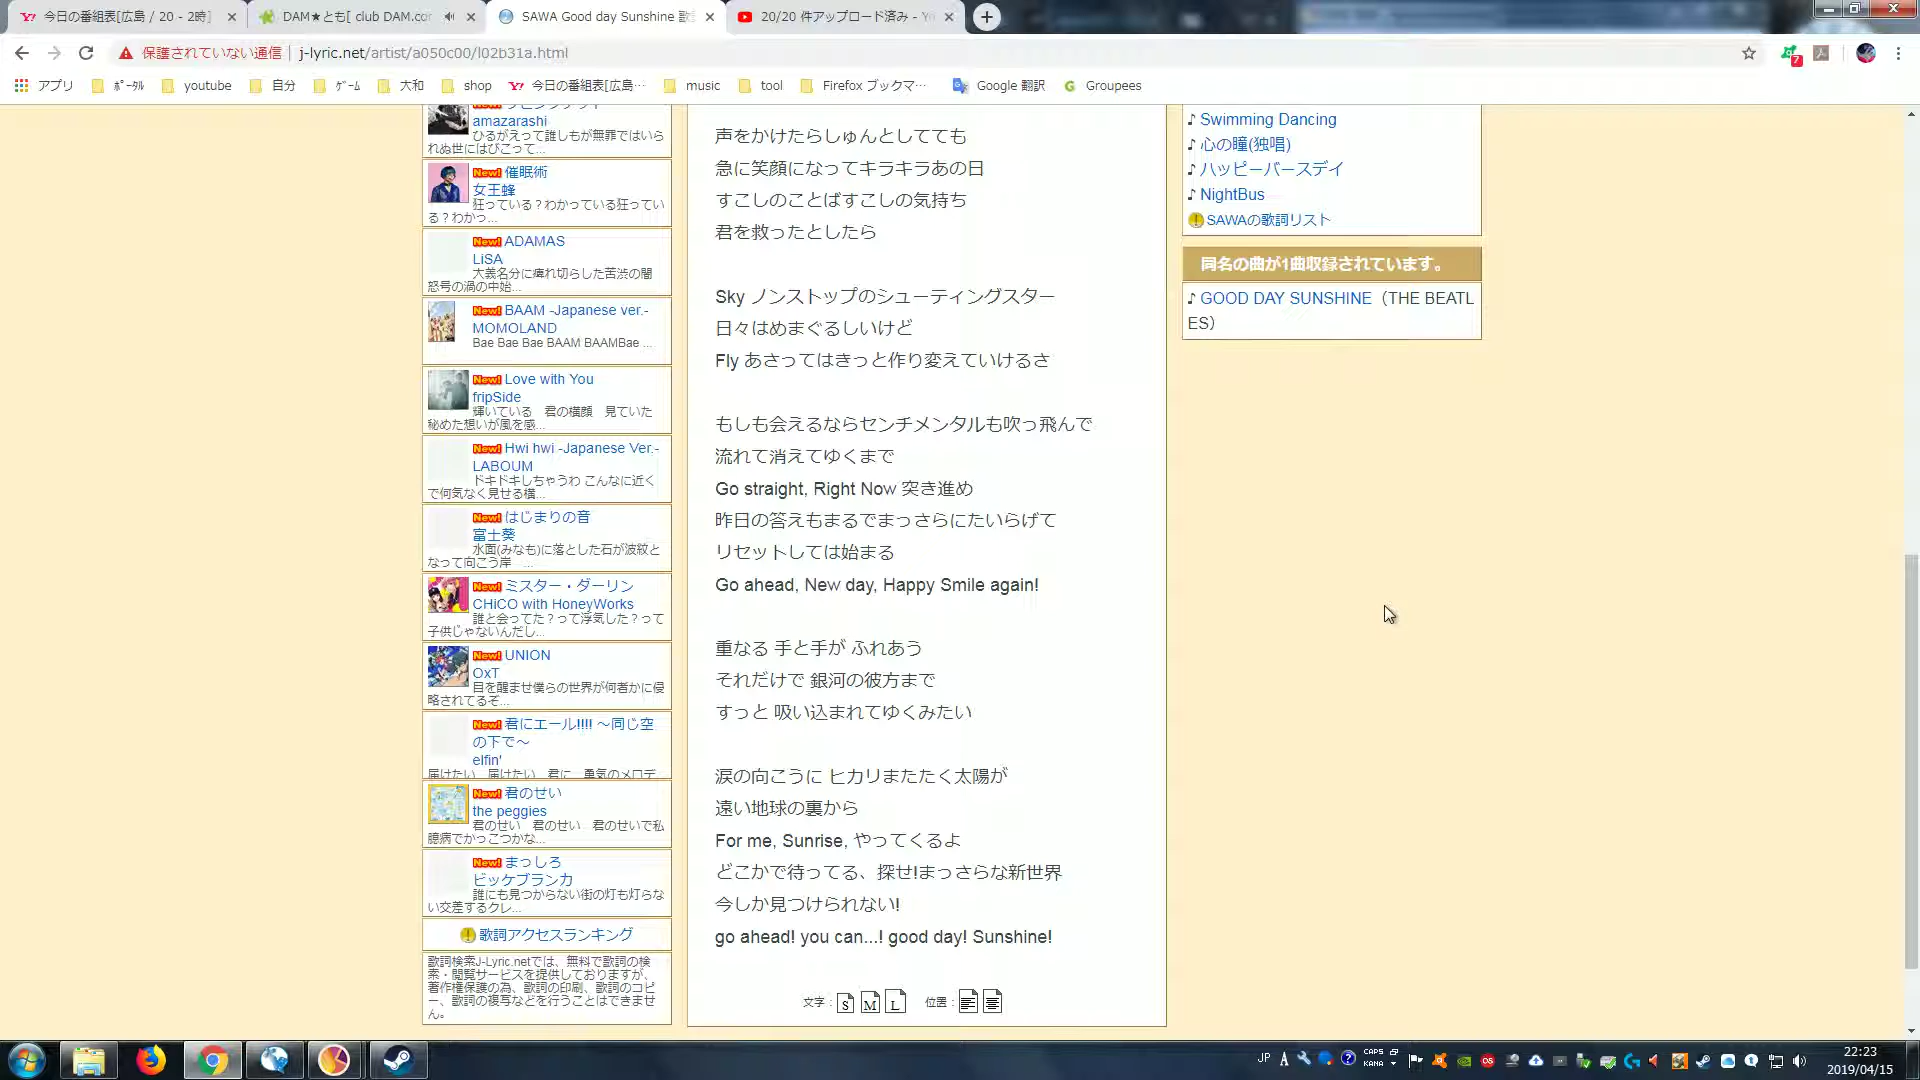 今日の番組表[広島 / 20 - 2時]
DAM★とも[ club DAM.cor
SAWA Good day Sunshine 歌
20/20 件アップロード済み - Yo
保護されていない通信
j-lyric.net/artist/a050c00/l02b31a.html
7
アプリ
ﾎﾟｰﾀﾙ
youtube
自分
ｹﾞｰﾑ
大和
shop
今日の番組表[広島…
music
tool
Firefox ブックマー…
Google 翻訳
Groupees
amazarashi
ひるがえって誰しもが無罪ではいら
れぬ世にはびこって...
New! 催眠術
女王蜂
狂っている？わかっている狂ってい
る？わかっ...
New! ADAMAS
LiSA
大義名分に痺れ切らした苦渋の闇
怒号の渦の中始...
New! BAAM -Japanese ver.-
MOMOLAND
Bae Bae Bae BAAM BAAMBae ...
New! Love with You
fripSide
輝いている　君の横顔　見ていた
秘めた想いが風を感...
New! Hwi hwi -Japanese Ver.-
LABOUM
ドキドキしちゃうわ こんなに近く
で何気なく見せる横...
New! はじまりの音
富士葵
水面(みなも)に落とした石が波紋と
なって向こう岸　...
New! ミスター・ダーリン
CHiCO with HoneyWorks
誰と会ってた？って浮気した？って
子供じゃないんだし...
New! UNION
OxT
目を醒ませ僕らの世界が何者かに侵
略されてるぞ...
New! 君にエール!!!! ～同じ空
の下で～
elfin'
届けたい　届けたい　君に　勇気のメロデ
New! 君のせい
the peggies
君のせい　君のせい　君のせいで私
臆病でかっこつかな...
New! まっしろ
ビッケブランカ
誰にも見つからない街の灯も灯らな
い交差するクレ...
歌詞アクセスランキング
歌詞検索J-Lyric.netでは、無料で歌詞の検
索・閲覧サービスを提供しておりますが、
著作権保護の為、歌詞の印刷、歌詞のコピ
ー、歌詞の複写などを行うことはできませ
ん。
声をかけたらしゅんとしてても
急に笑顔になってキラキラあの日
すこしのことばすこしの気持ち
君を救ったとしたら
Sky ノンストップのシューティングスター
日々はめまぐるしいけど
Fly あさってはきっと作り変えていけるさ
もしも会えるならセンチメンタルも吹っ飛んで
流れて消えてゆくまで
Go straight, Right Now 突き進め
昨日の答えもまるでまっさらにたいらげて
リセットしては始まる
Go ahead, New day, Happy Smile again!
重なる 手と手が ふれあう
それだけで 銀河の彼方まで
すっと 吸い込まれてゆくみたい
涙の向こうに ヒカリまたたく太陽が
遠い地球の裏から
For me, Sunrise, やってくるよ
どこかで待ってる、探せ!まっさらな新世界
今しか見つけられない!
go ahead! you can...! good day! Sunshine!
文字： S M L　位置：
♪ Swimming Dancing
♪ 心の瞳(独唱)
♪ ハッピーバースデイ
♪ NightBus
SAWAの歌詞リスト
同名の曲が1曲収録されています。
♪ GOOD DAY SUNSHINE（THE BEATL
ES）
JP
A
CAPS
KANA
22:23
2019/04/15